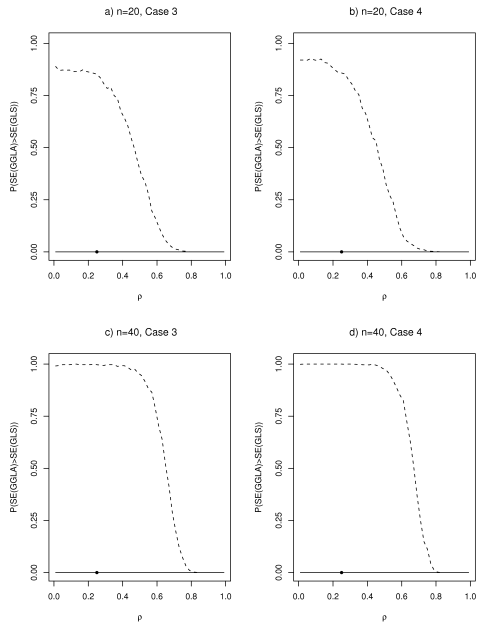 a) n=20, Case 3
P(SE(GGLA)>SE(GLS))
1.00
0.75
0.50
0.25
0.00
0.0 0.2 0.4 0.6 0.8 1.0
ρ
b) n=20, Case 4
P(SE(GGLA)>SE(GLS))
1.00
0.75
0.50
0.25
0.00
0.0 0.2 0.4 0.6 0.8 1.0
ρ
c) n=40, Case 3
P(SE(GGLA)>SE(GLS))
1.00
0.75
0.50
0.25
0.00
0.0 0.2 0.4 0.6 0.8 1.0
ρ
d) n=40, Case 4
P(SE(GGLA)>SE(GLS))
1.00
0.75
0.50
0.25
0.00
0.0 0.2 0.4 0.6 0.8 1.0
ρ